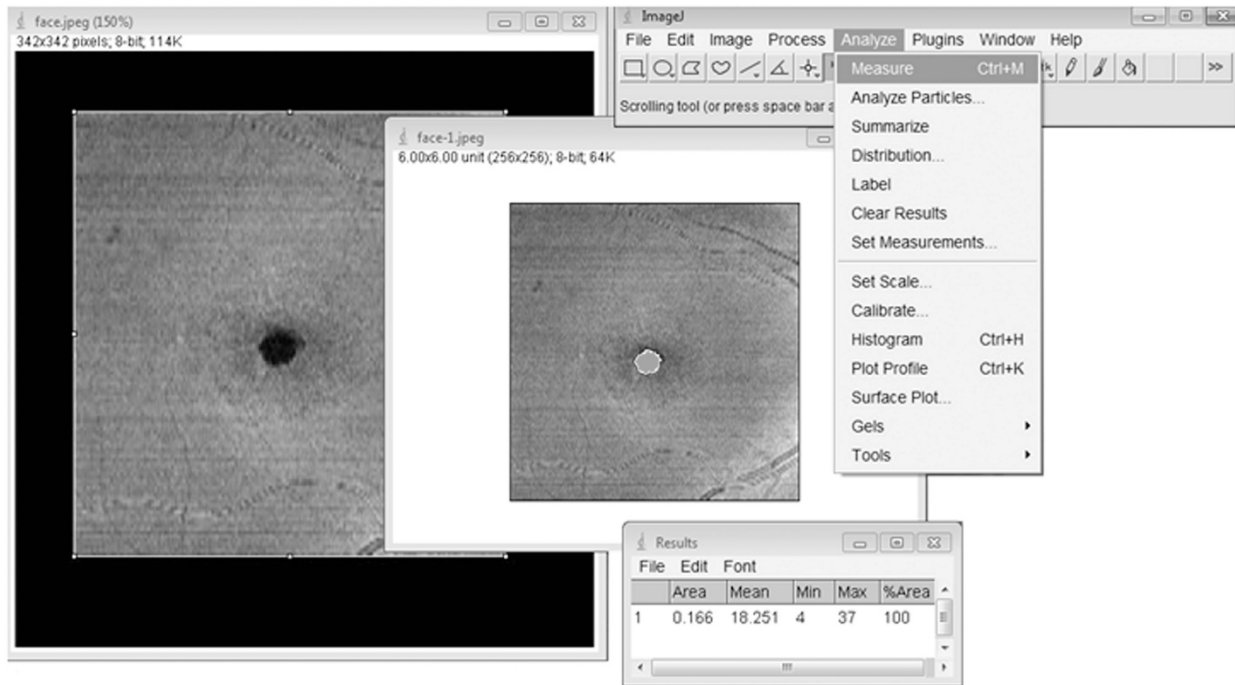 face.jpeg (150%)
342x342 pixels; 8-bit; 114K
ImageJ
File Edit Image Process Analyze Plugins Window Help
>>
Scrolling tool (or press space bar a
Measure Ctrl+M
Analyze Particles...
Summarize
Distribution...
Label
Clear Results
Set Measurements...
Set Scale...
Calibrate...
Histogram Ctrl+H
Plot Profile Ctrl+K
Surface Plot...
Gels
Tools
face-1.jpeg
6.00x6.00 unit (256x256); 8-bit; 64K
Results
File Edit Font
Area Mean Min Max %Area
1 0.166 18.251 4 37 100